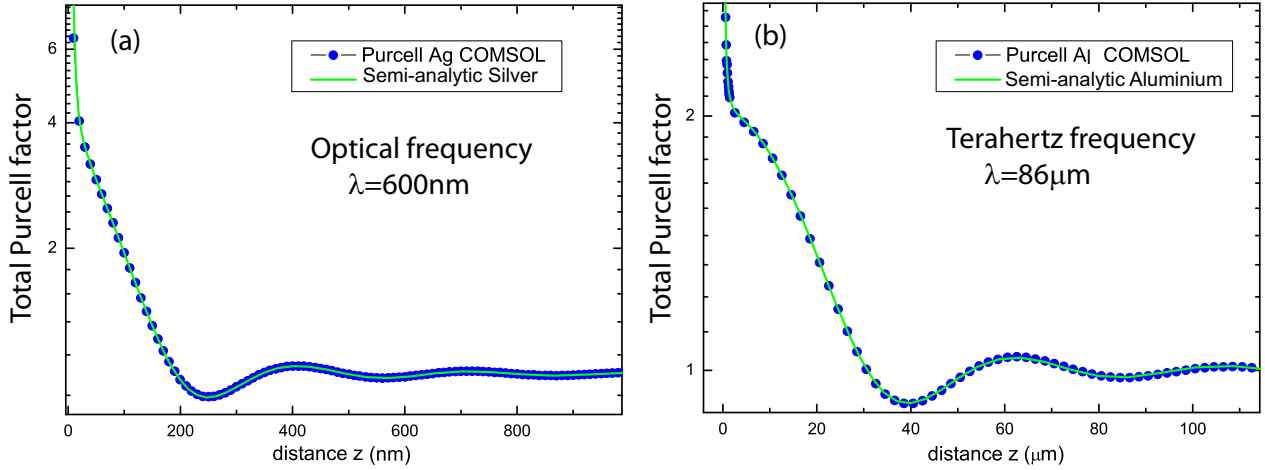 (a)
Purcell Ag COMSOL
Semi-analytic Silver
Optical frequency
λ=600nm
Total Purcell factor
6
4
2
0 200 400 600 800
distance z (nm)
(b)
Purcell Al COMSOL
Semi-analytic Aluminium
Terahertz frequency
λ=86μm
Total Purcell factor
2
1
0 20 40 60 80 100
distance z (μm)